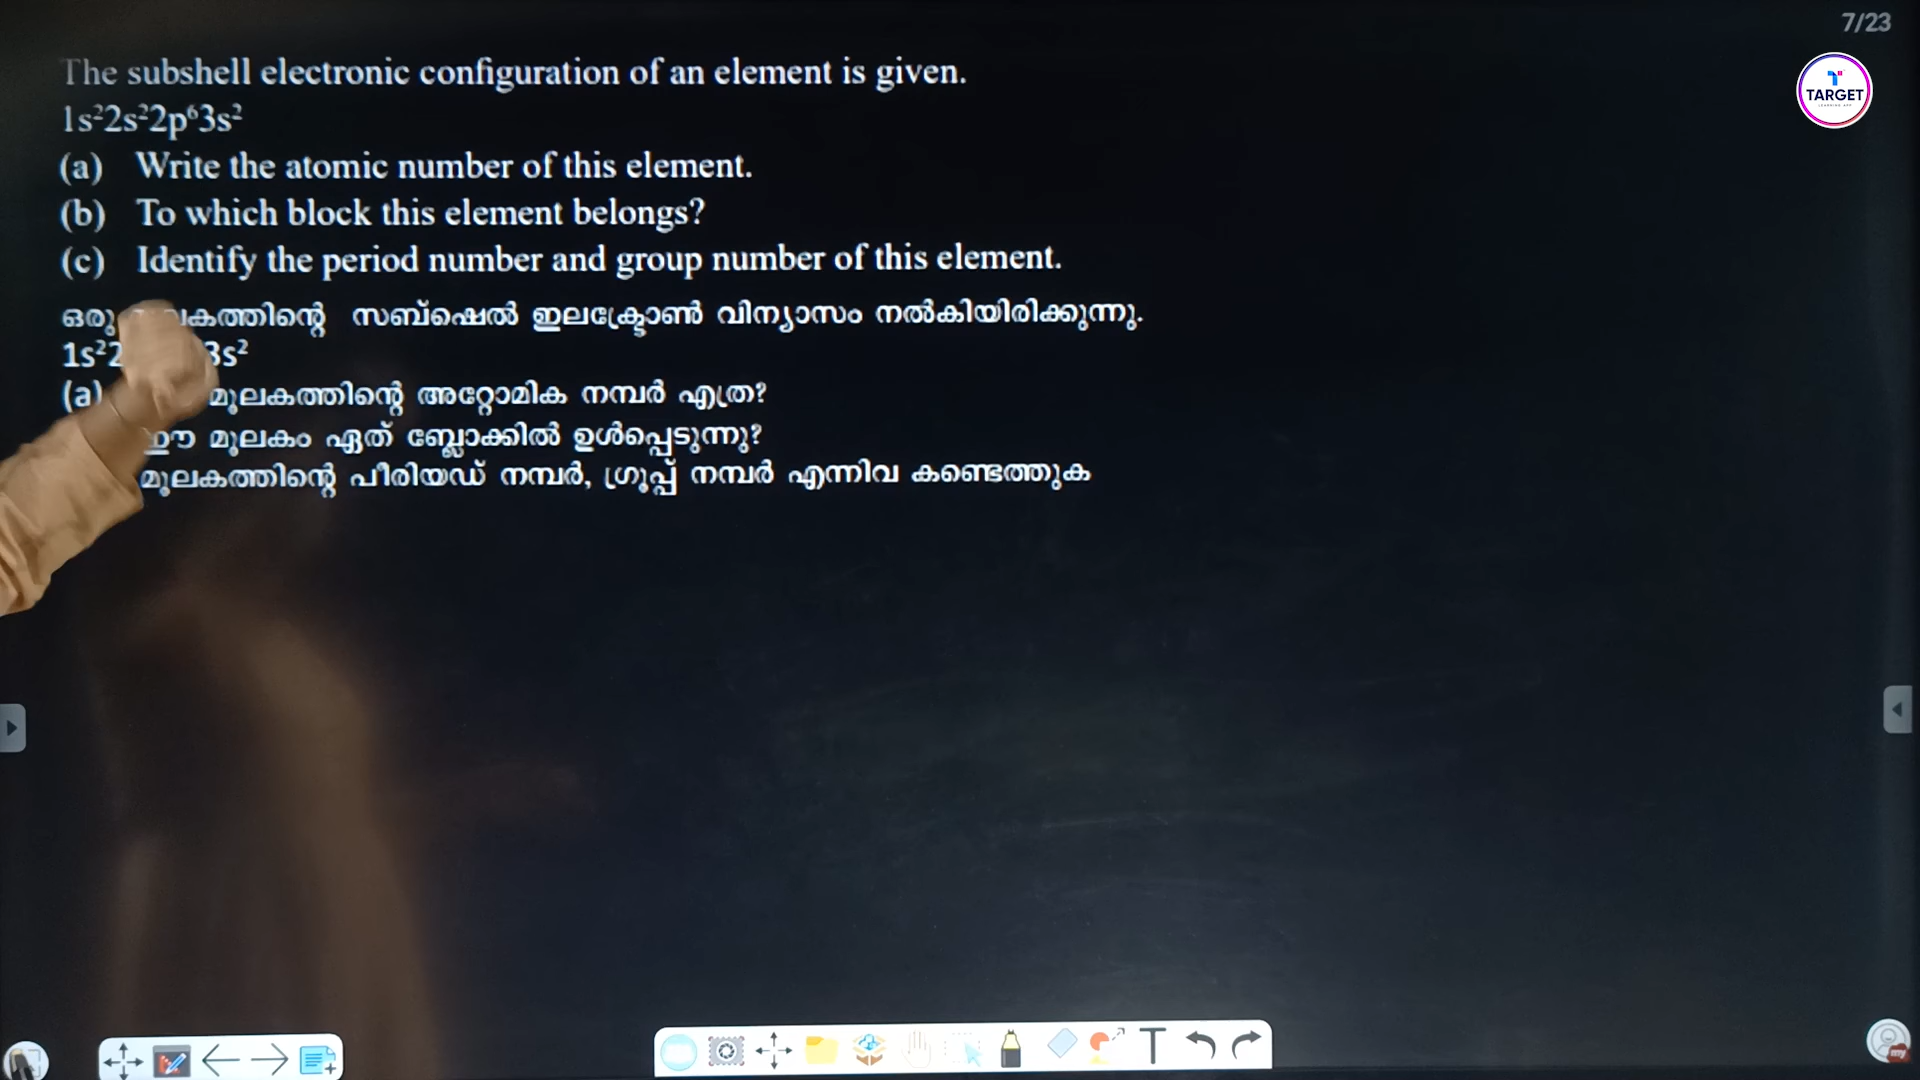 7/23
TARGET
The subshell electronic configuration of an element is given.
1s²2s²2p⁶3s²
(a) Write the atomic number of this element.
(b) To which block this element belongs?
(c) Identify the period number and group number of this element.
ഒരു സബ്ഷെൽ ഇലക്ട്രോൺ വിന്യാസം നൽകിയിരിക്കുന്നു.
1s²2 3s²
(a) മൂലകത്തിന്റെ അറ്റോമിക നമ്പർ എത്ര?
ഈ മൂലകം ഏത് ബ്ലോക്കിൽ ഉൾപ്പെടുന്നു?
മൂലകത്തിന്റെ പീരിയഡ് നമ്പർ, ഗ്രൂപ്പ് നമ്പർ എന്നിവ കണ്ടെത്തുക